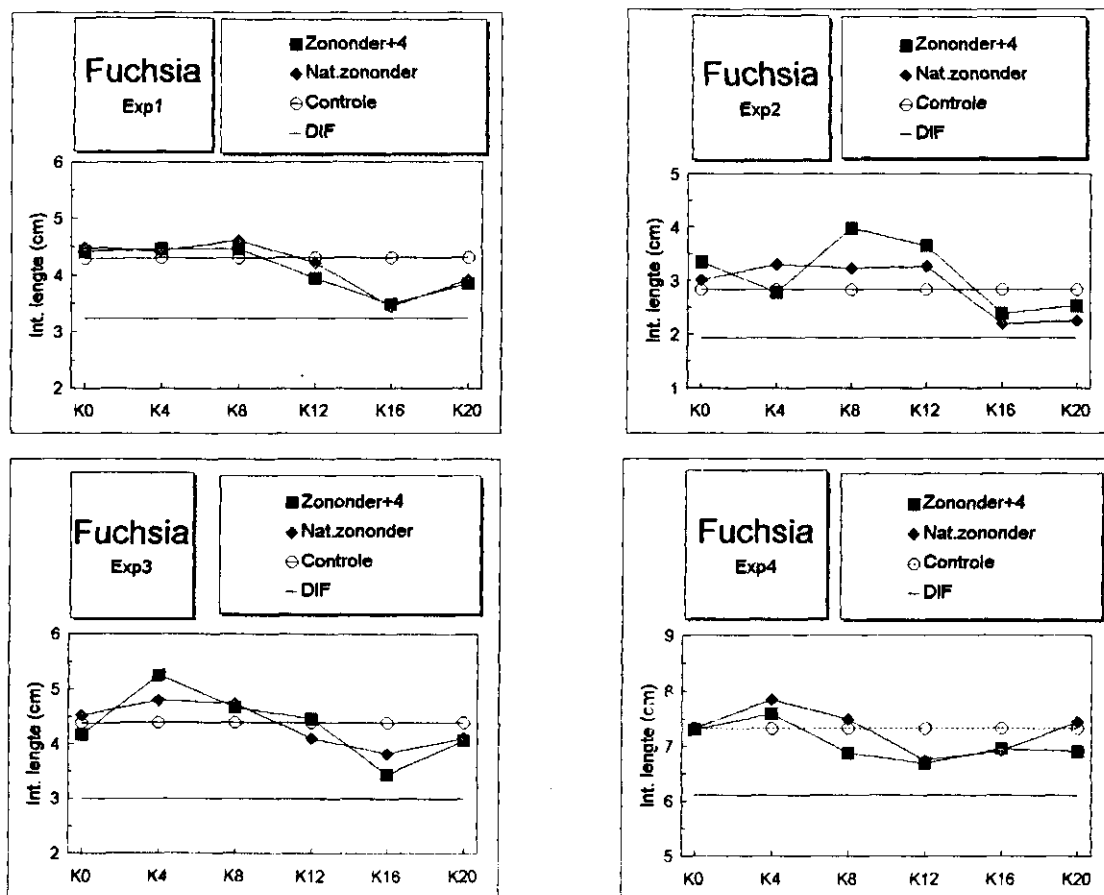 Fuchsia
Exp1
Zononder+4
Nat.zononder
Controle
DIF
Int. lengte (cm)
6
5
4
3
2
K0 K4 K8 K12 K16 K20
Fuchsia
Exp2
Zononder+4
Nat.zononder
Controle
DIF
Int. lengte (cm)
5
4
3
2
1
K0 K4 K8 K12 K16 K20
Fuchsia
Exp3
Zononder+4
Nat.zononder
Controle
DIF
Int. lengte (cm)
6
5
4
3
2
K0 K4 K8 K12 K16 K20
Fuchsia
Exp4
Zononder+4
Nat.zononder
Controle
DIF
Int. lengte (cm)
9
8
7
6
5
K0 K4 K8 K12 K16 K20